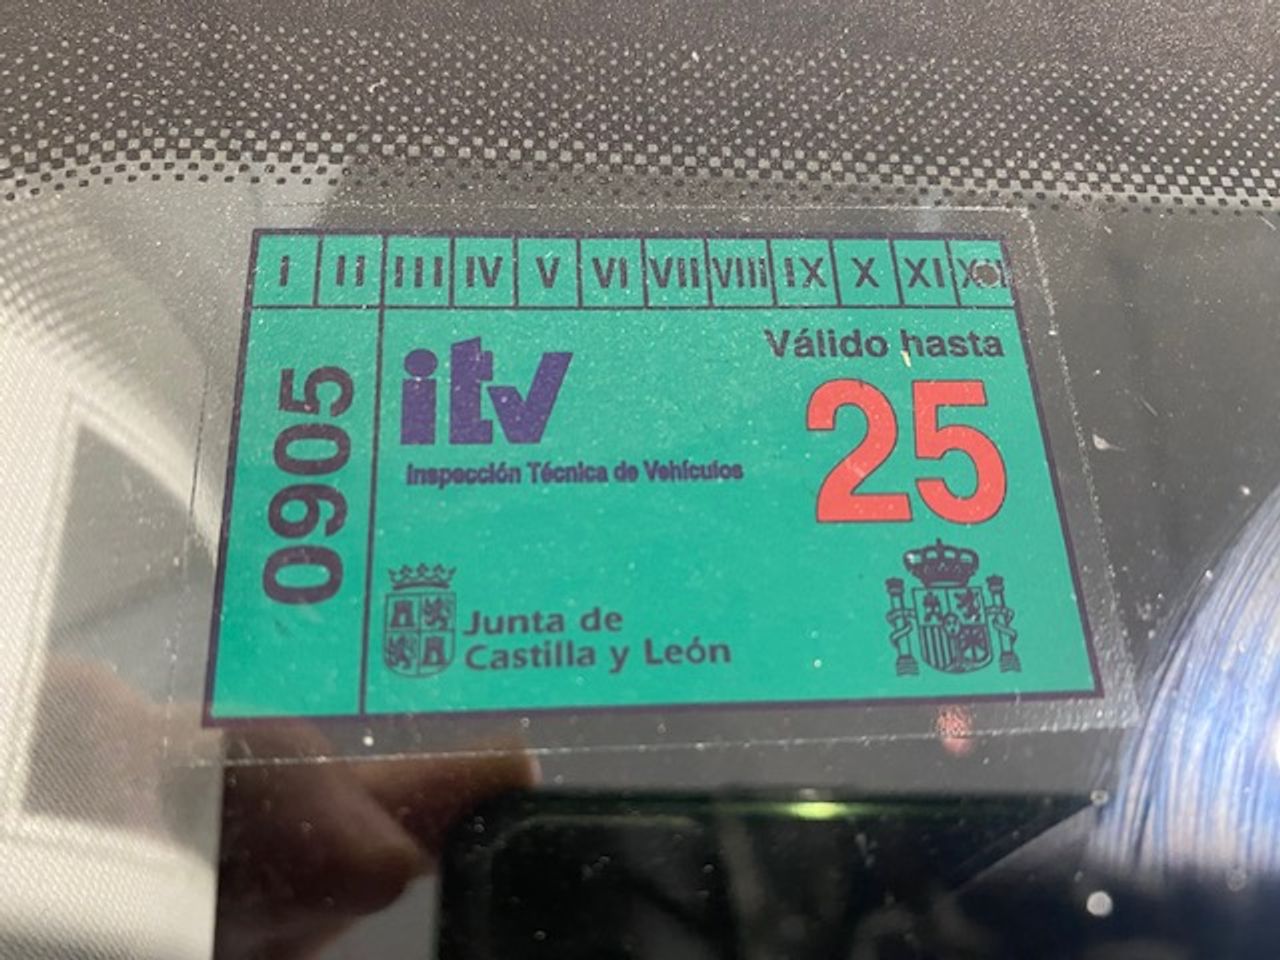 I II III IV V VI VII VIII IX X XI XII
0905
itv
Válido hasta
25
Inspección Técnica de Vehículos
Junta de
Castilla y León